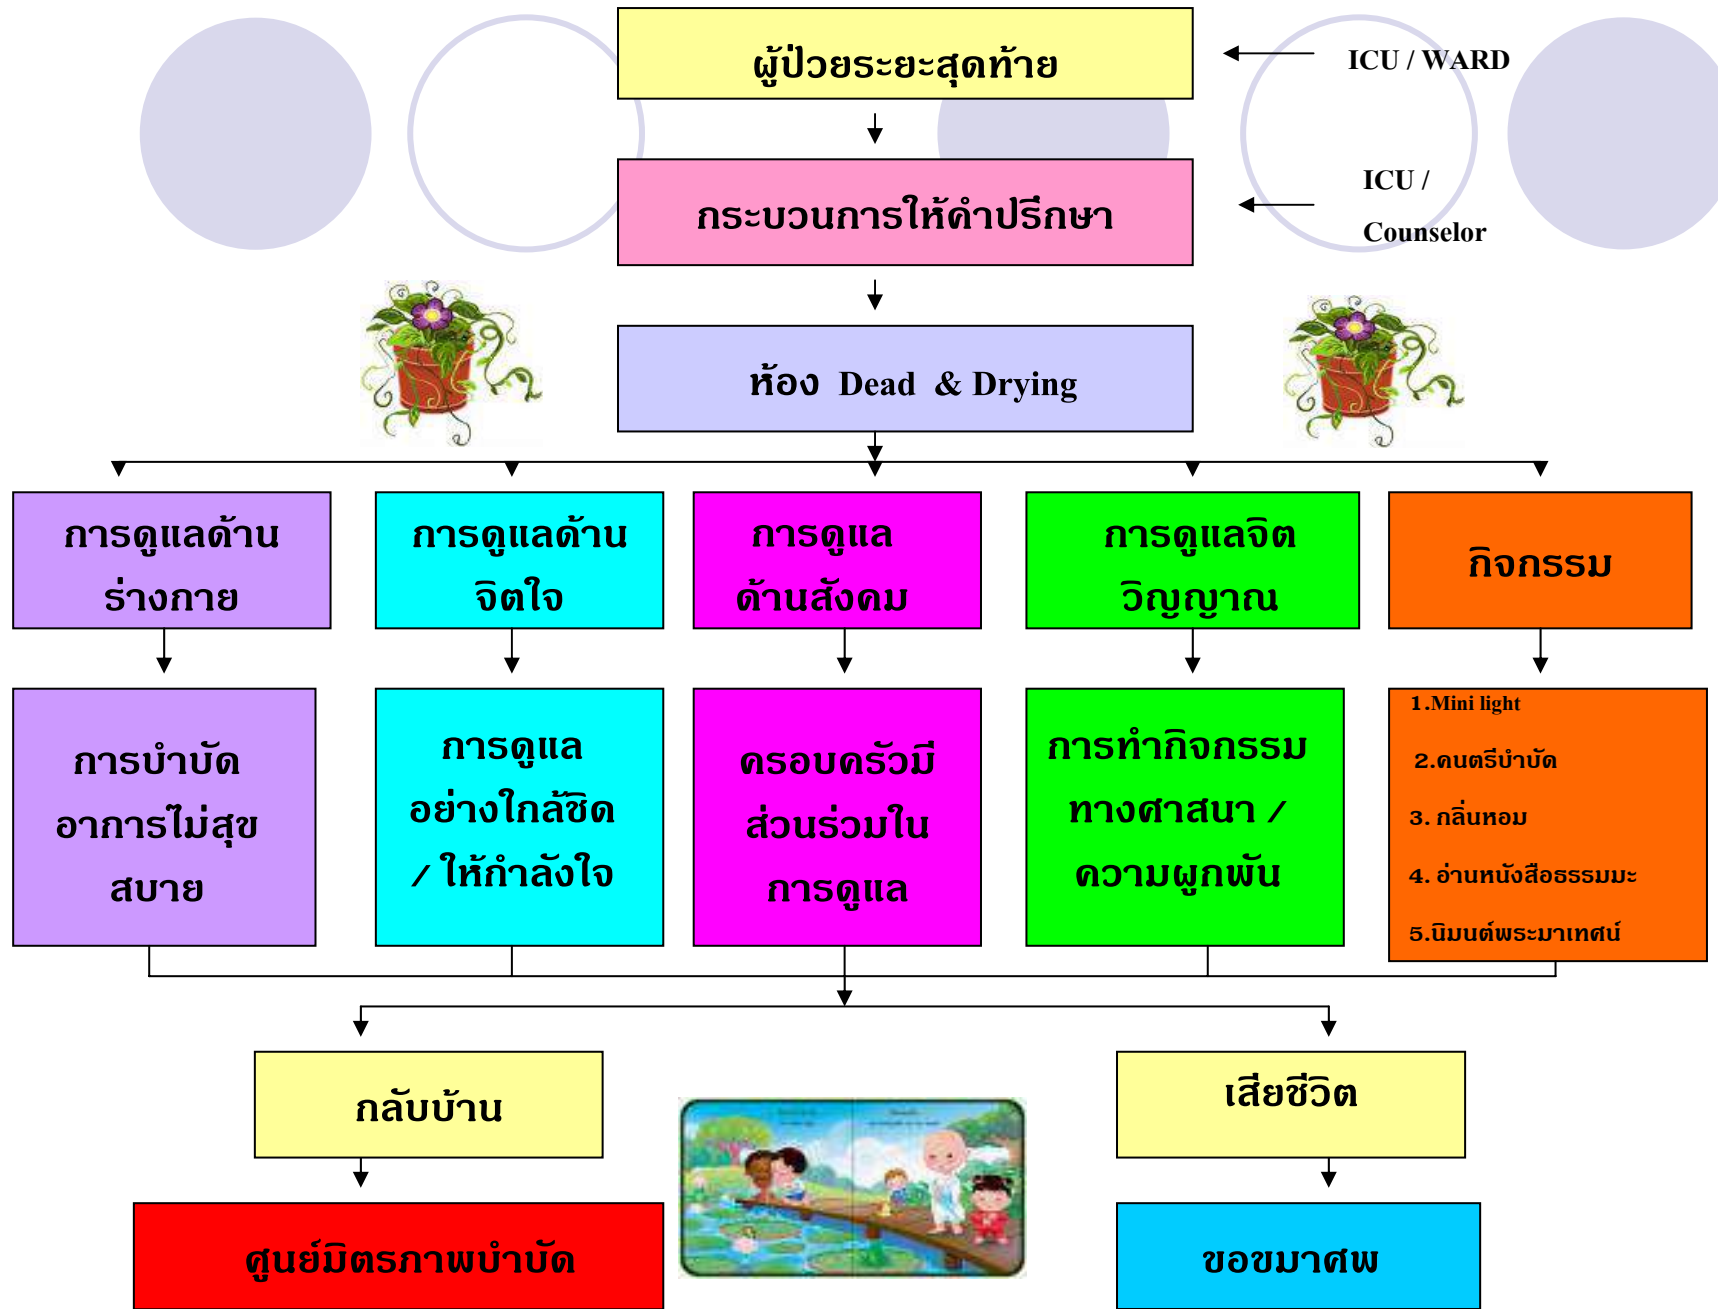 ผู้ป่วยระยะสุดท้าย
ICU / WARD
กระบวนการให้คำปรึกษา
ICU /
Counselor
ห้อง Dead & Drying
การดูแลด้าน
ร่างกาย
การดูแลด้าน
จิตใจ
การดูแล
ด้านสังคม
การดูแลจิต
วิญญาณ
กิจกรรม
การบำบัด
อาการไม่สุข
สบาย
การดูแล
อย่างใกล้ชิด
/ ให้กำลังใจ
ครอบครัวมี
ส่วนร่วมใน
การดูแล
การทำกิจกรรม
ทางศาสนา /
ความผูกพัน
1.Mini light
2.ดนตรีบำบัด
3. กลิ่นหอม
4. อ่านหนังสือธรรมมะ
5.นิมนต์พระมาเทศน์
กลับบ้าน
เสียชีวิต
ศูนย์มิตรภาพบำบัด
ขอขมาศพ